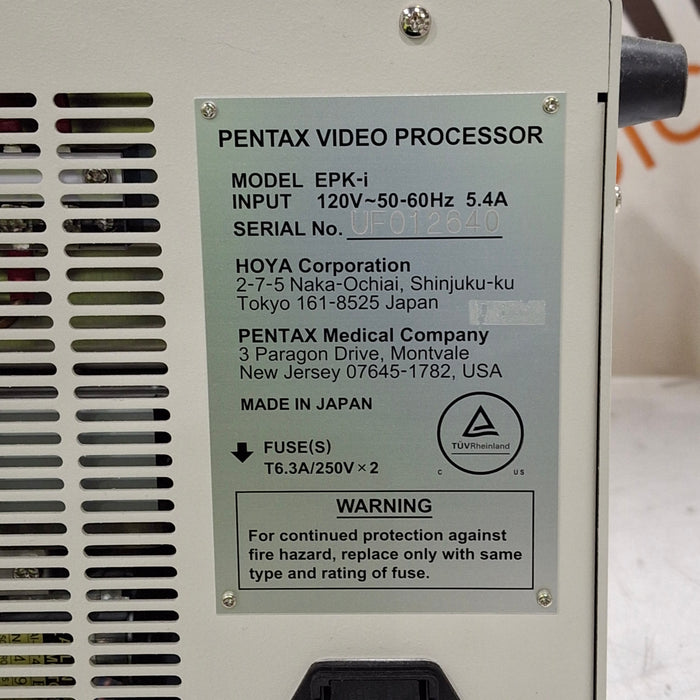 PENTAX VIDEO PROCESSOR
MODEL EPK-i
INPUT 120V~50-60Hz 5.4A
SERIAL No. UF012640
HOYA Corporation
2-7-5 Naka-Ochiai, Shinjuku-ku
Tokyo 161-8525 Japan
PENTAX Medical Company
3 Paragon Drive, Montvale
New Jersey 07645-1782, USA
MADE IN JAPAN
TÜVRheinland
C US
FUSE(S)
T6.3A/250V×2
WARNING
For continued protection against
fire hazard, replace only with same
type and rating of fuse.